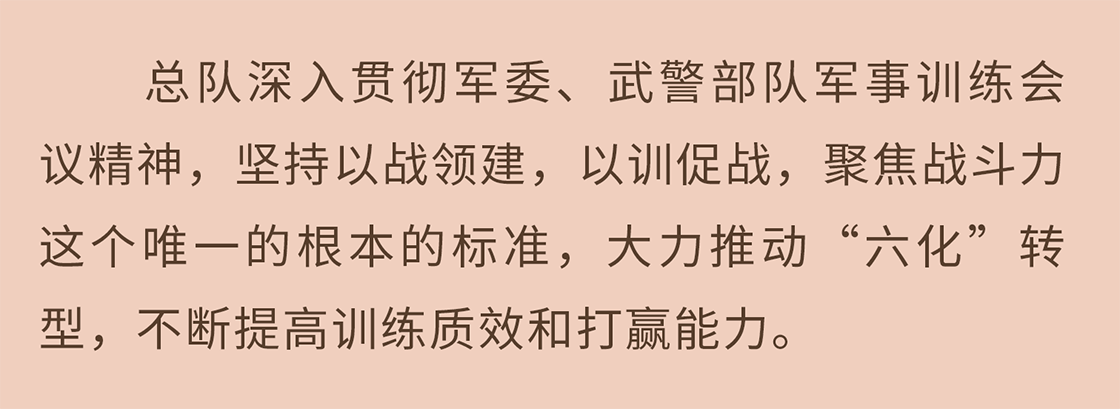 总队深入贯彻军委、武警部队军事训练会
议精神，坚持以战领建，以训促战，聚焦战斗力
这个唯一的根本的标准，大力推动“六化”转
型，不断提高训练质效和打赢能力。